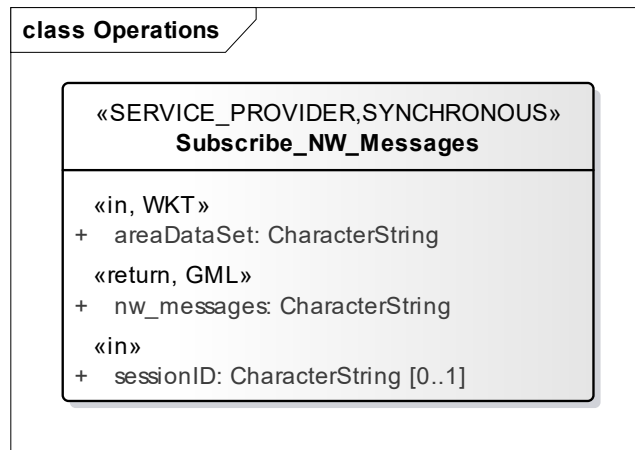 class Operations
«SERVICE_PROVIDER,SYNCHRONOUS»
Subscribe_NW_Messages
«in, WKT»
+ areaDataSet: CharacterString
«return, GML»
+ nw_messages: CharacterString
«in»
+ sessionID: CharacterString [0..1]